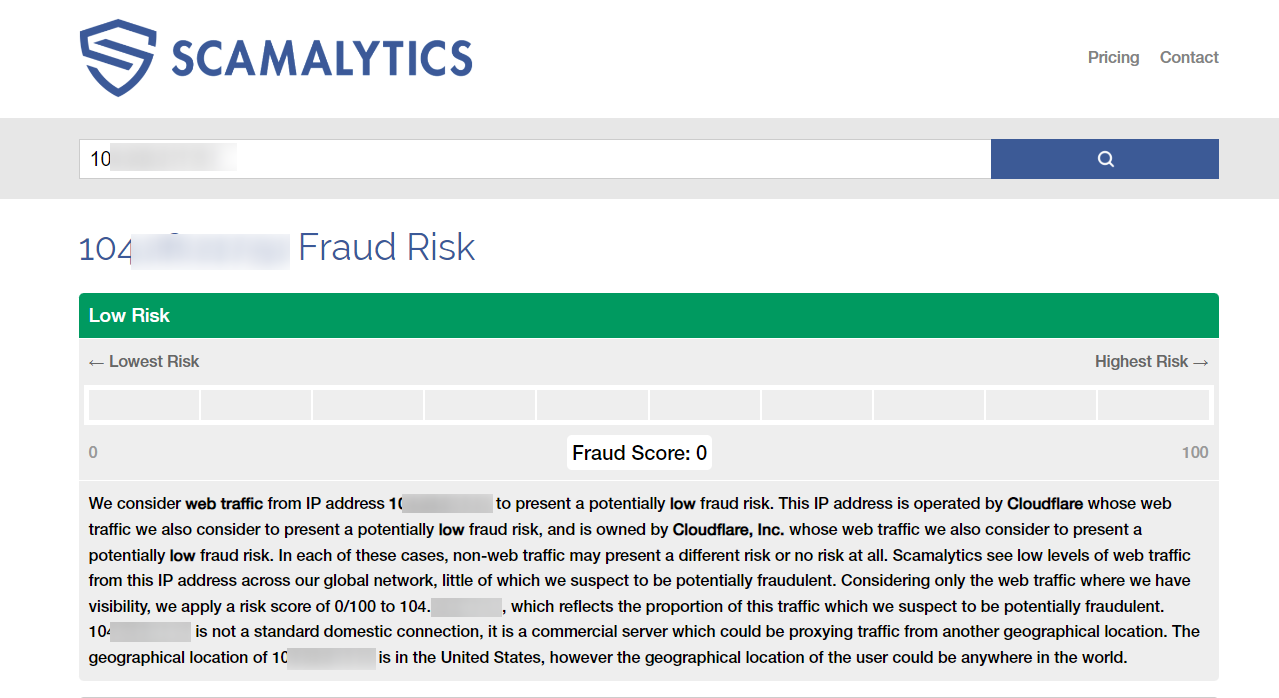 SCAMALYTICS
Pricing Contact
10
104 Fraud Risk
Low Risk
← Lowest Risk Highest Risk →
0 Fraud Score: 0 100
We consider web traffic from IP address 10 to present a potentially low fraud risk. This IP address is operated by Cloudflare whose web
traffic we also consider to present a potentially low fraud risk, and is owned by Cloudflare, Inc. whose web traffic we also consider to present a
potentially low fraud risk. In each of these cases, non-web traffic may present a different risk or no risk at all. Scamalytics see low levels of web traffic
from this IP address across our global network, little of which we suspect to be potentially fraudulent. Considering only the web traffic where we have
visibility, we apply a risk score of 0/100 to 104. , which reflects the proportion of this traffic which we suspect to be potentially fraudulent.
104 is not a standard domestic connection, it is a commercial server which could be proxying traffic from another geographical location. The
geographical location of 10 is in the United States, however the geographical location of the user could be anywhere in the world.